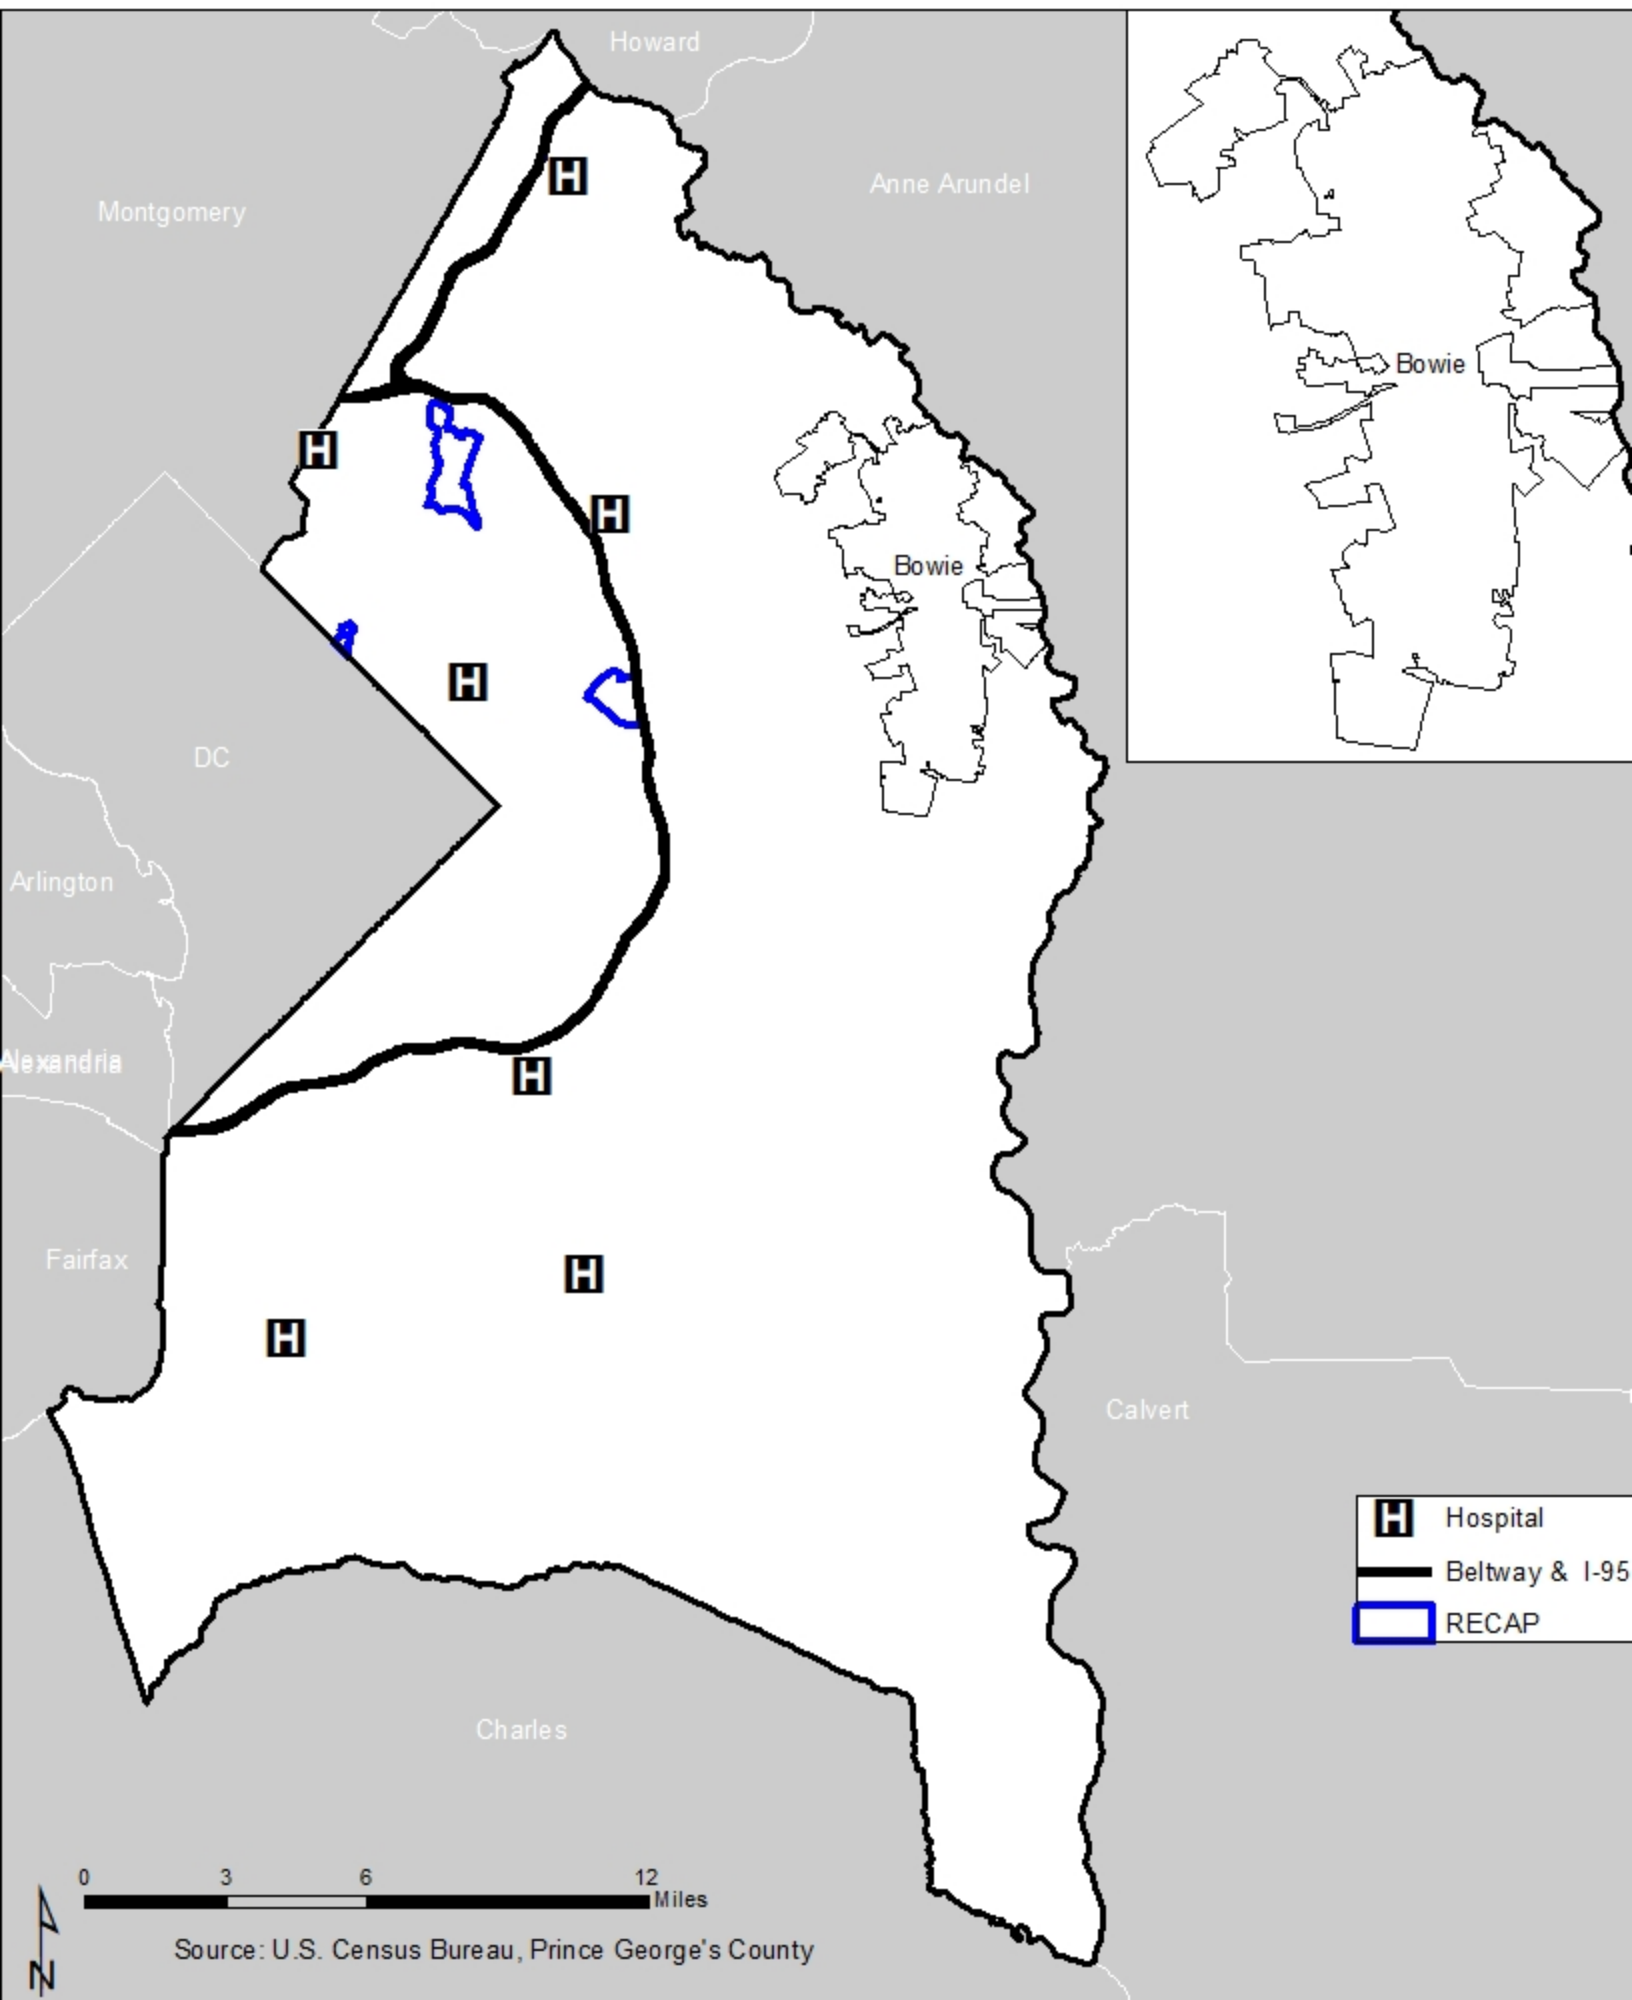 Howard
Anne Arundel
Montgomery
H
Bowie
H
H
Bowie
H
DC
Arlington
Alexandria
Alexandria
H
Fairfax
H
H
Calvert
H Hospital
Beltway & I-95
RECAP
Charles
0 3 6 12
Miles
Source: U.S. Census Bureau, Prince George's County
N